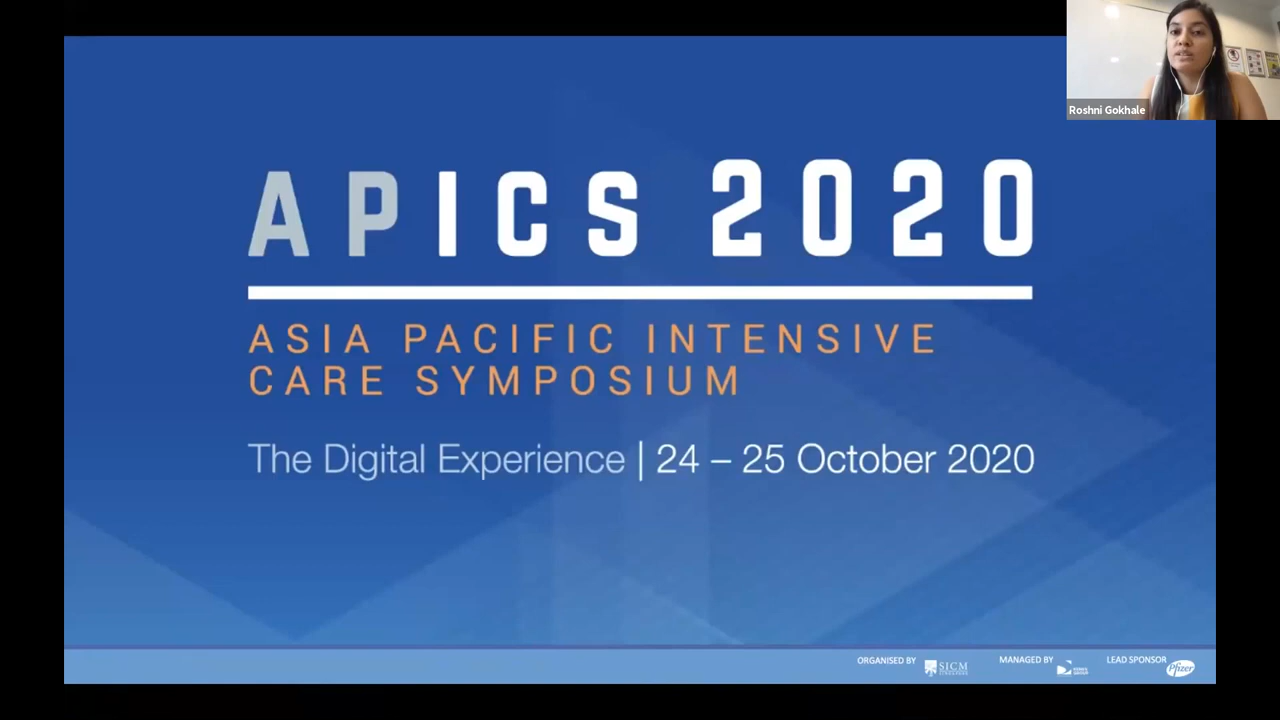 Roshni Gokhale
APICS 2020
ASIA PACIFIC INTENSIVE
CARE SYMPOSIUM
The Digital Experience | 24 – 25 October 2020
ORGANISED BY
SICM
MANAGED BY
LEAD SPONSOR
Pfizer